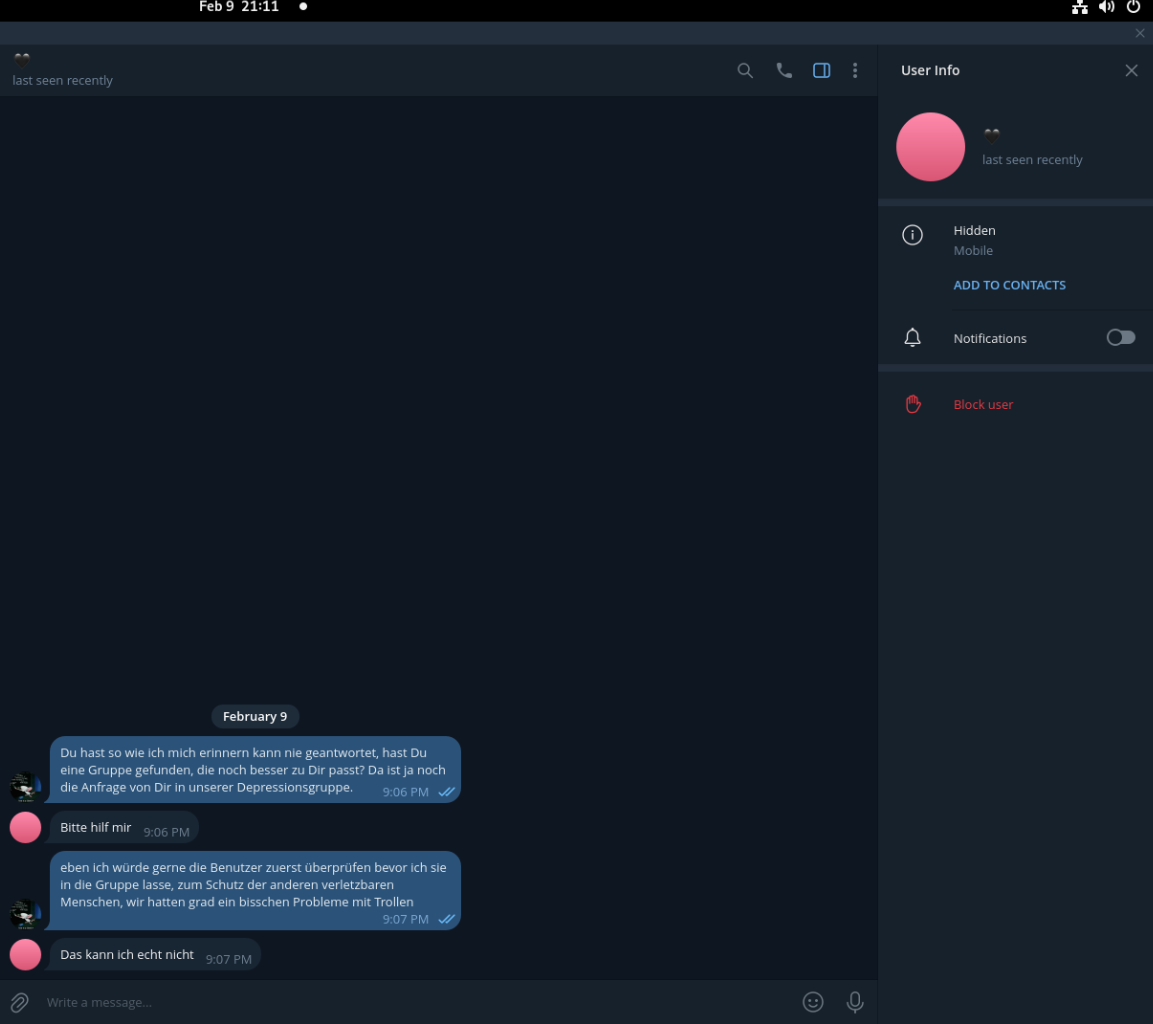 Feb 9 21:11
🖤
last seen recently
User Info
🖤
last seen recently
Hidden
Mobile
ADD TO CONTACTS
Notifications
Block user
February 9
Du hast so wie ich mich erinnern kann nie geantwortet, hast Du
eine Gruppe gefunden, die noch besser zu Dir passt? Da ist ja noch
die Anfrage von Dir in unserer Depressionsgruppe. 9:06 PM
Bitte hilf mir 9:06 PM
eben ich würde gerne die Benutzer zuerst überprüfen bevor ich sie
in die Gruppe lasse, zum Schutz der anderen verletzbaren
Menschen, wir hatten grad ein bisschen Probleme mit Trollen
9:07 PM
Das kann ich echt nicht 9:07 PM
Write a message...